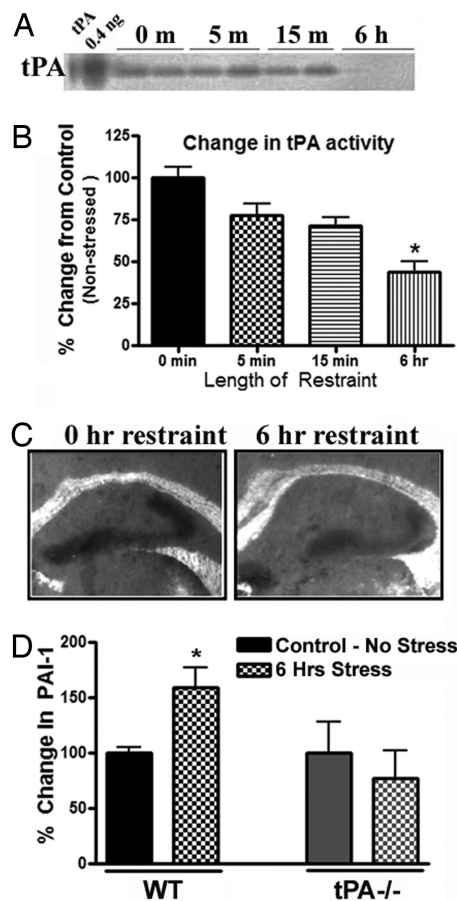 A
tPA
0.4 ng
0 m 5 m 15 m 6 h
tPA
B
Change in tPA activity
% Change from Control
(Non-stressed )
125
100
75
50
25
0
*
0 min 5 min 15 min 6 hr
Length of Restraint
C
0 hr restraint 6 hr restraint
D
% Change In PAI-1
200
150
100
50
0
*
Control - No Stress
6 Hrs Stress
WT tPA-/-